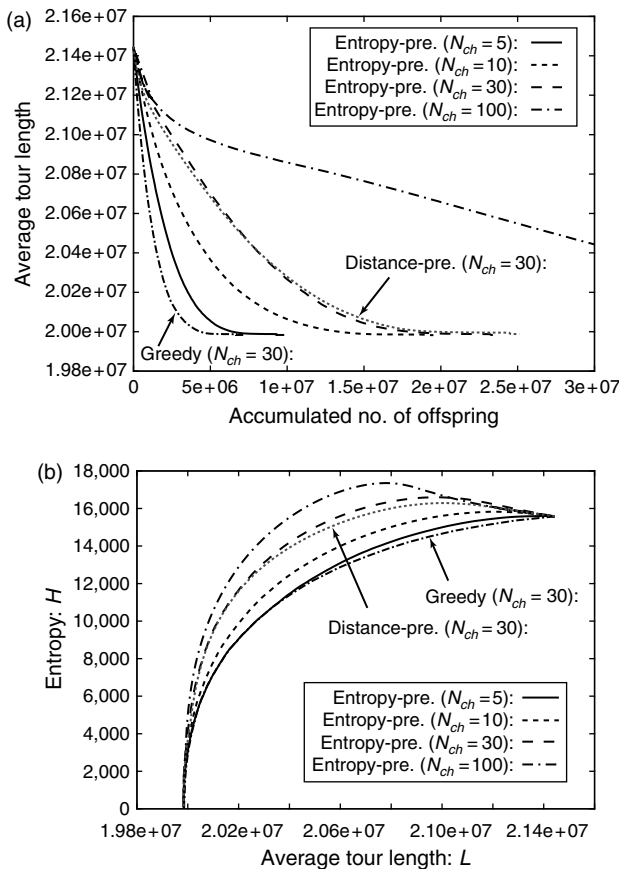 (a)
2.16e+07
2.14e+07
2.12e+07
2.10e+07
2.08e+07
2.06e+07
2.04e+07
2.02e+07
2.00e+07
1.98e+07
Average tour length
Entropy-pre. (Nch = 5):
Entropy-pre. (Nch = 10):
Entropy-pre. (Nch = 30):
Entropy-pre. (Nch = 100):
Distance-pre. (Nch = 30):
Greedy (Nch = 30):
0 5e+06 1e+07 1.5e+07 2e+07 2.5e+07 3e+07
Accumulated no. of offspring
(b)
18,000
16,000
14,000
12,000
10,000
8,000
6,000
4,000
2,000
0
Entropy: H
Greedy (Nch = 30):
Distance-pre. (Nch = 30):
Entropy-pre. (Nch = 5):
Entropy-pre. (Nch = 10):
Entropy-pre. (Nch = 30):
Entropy-pre. (Nch = 100):
1.98e+07 2.02e+07 2.06e+07 2.10e+07 2.14e+07
Average tour length: L